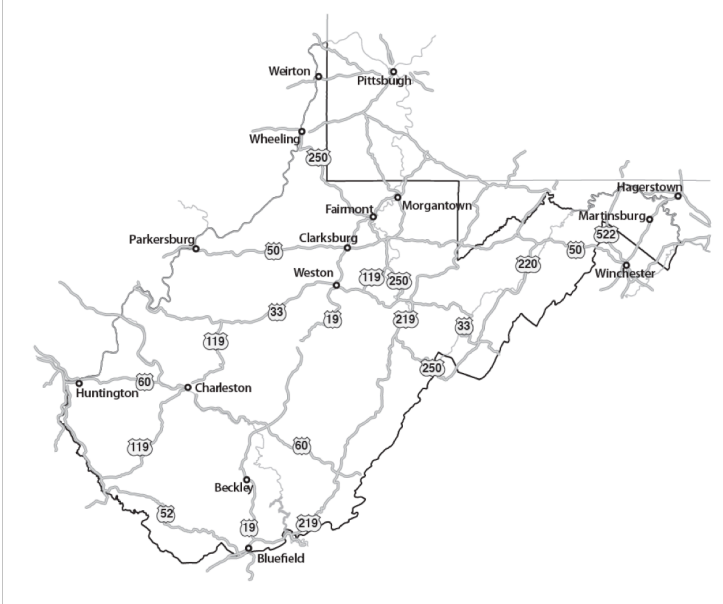 Weirton
Pittsburgh
Wheeling
250
Hagerstown
Morgantown
Fairmont
Martinsburg
522
Parkersburg
Clarksburg
50
50
220
Weston
119
250
Winchester
33
19
219
33
119
250
60
Charleston
Huntington
119
60
Beckley
52
19
219
Bluefield